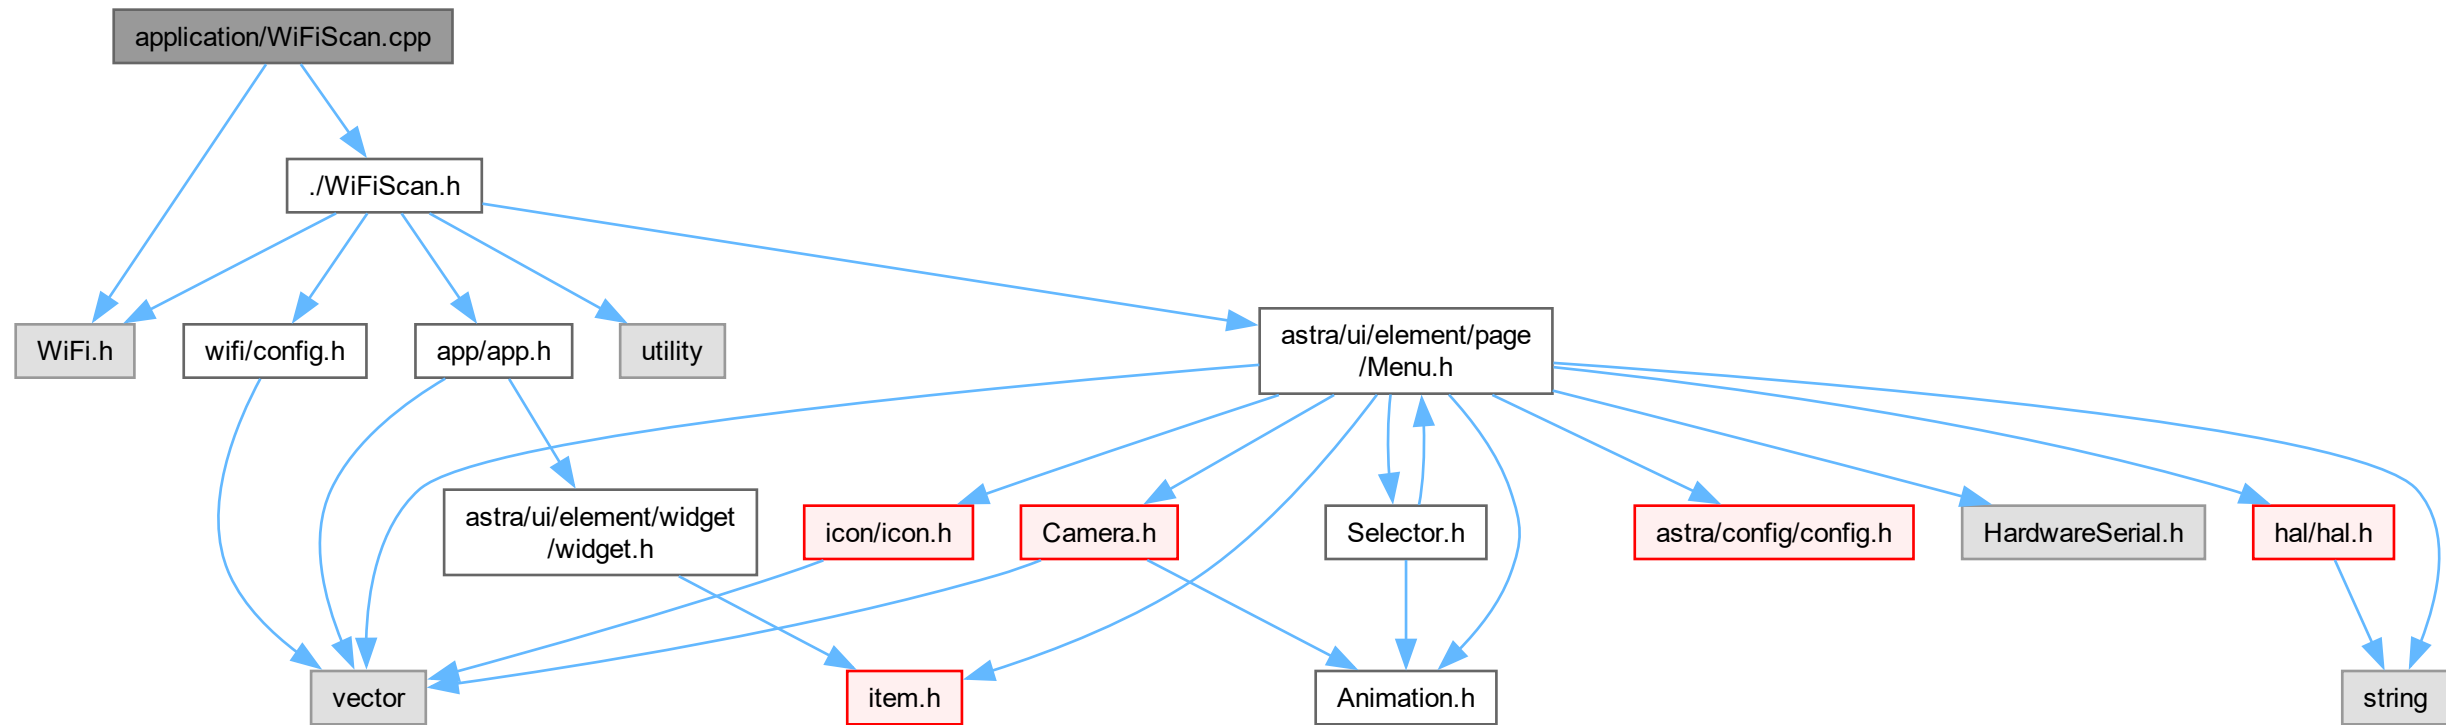 application/WiFiScan.cpp
./WiFiScan.h
WiFi.h
wifi/config.h
app/app.h
utility
astra/ui/element/page
/Menu.h
astra/ui/element/widget
/widget.h
icon/icon.h
Camera.h
Selector.h
astra/config/config.h
HardwareSerial.h
hal/hal.h
vector
item.h
Animation.h
string